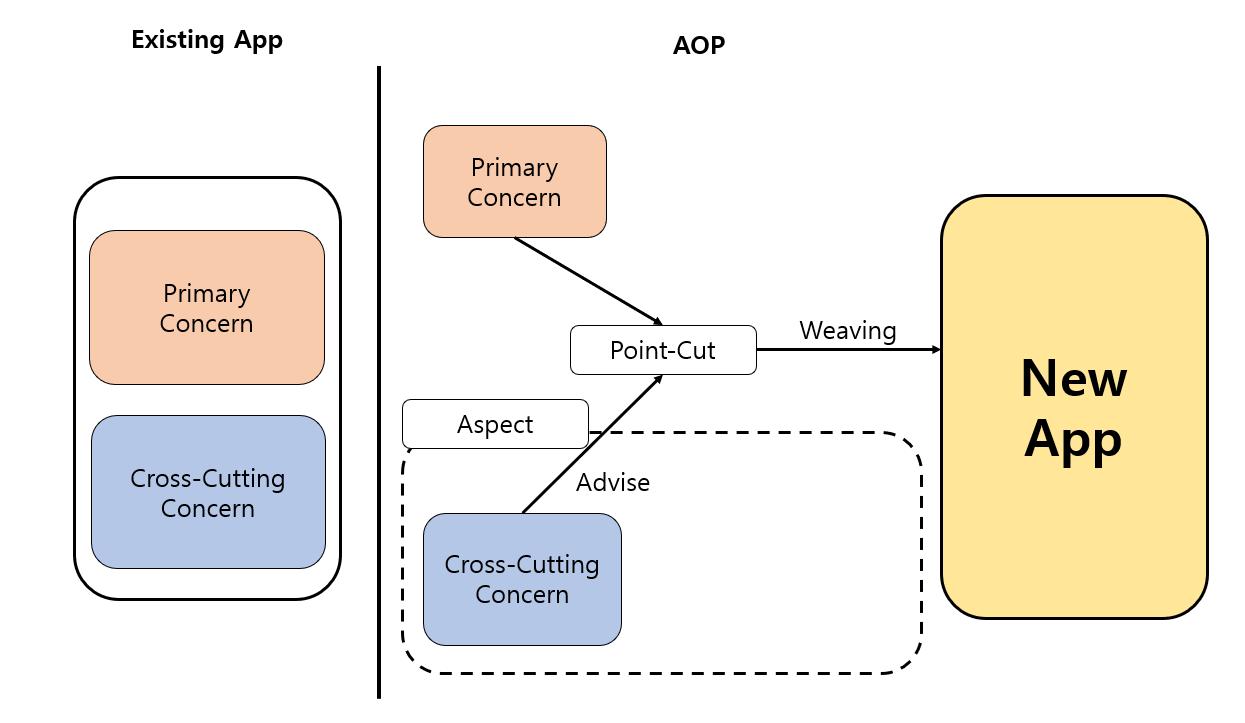 Existing App
AOP
Primary
Concern
Cross-Cutting
Concern
Primary
Concern
Point-Cut
Weaving
Aspect
Advise
Cross-Cutting
Concern
New
App